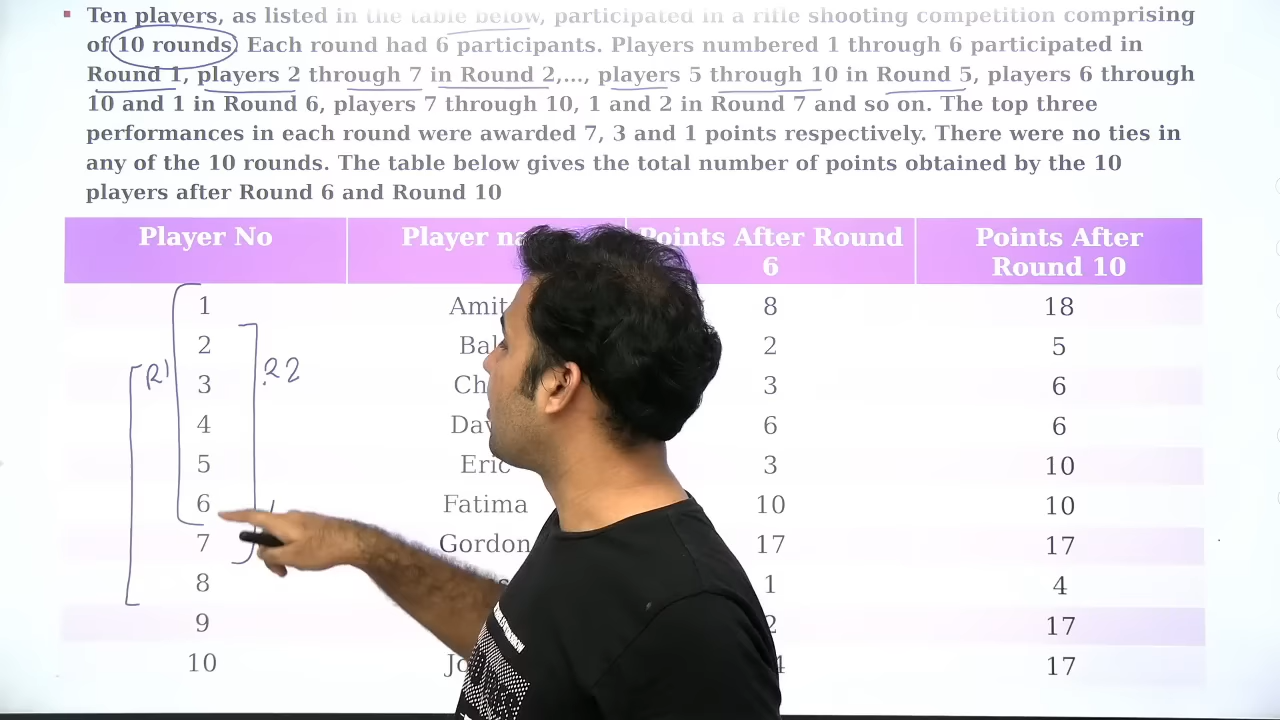 Ten players, as listed in the table below, participated in a rifle shooting competition comprising
of 10 rounds. Each round had 6 participants. Players numbered 1 through 6 participated in
Round 1, players 2 through 7 in Round 2,..., players 5 through 10 in Round 5, players 6 through
10 and 1 in Round 6, players 7 through 10, 1 and 2 in Round 7 and so on. The top three
performances in each round were awarded 7, 3 and 1 points respectively. There were no ties in
any of the 10 rounds. The table below gives the total number of points obtained by the 10
players after Round 6 and Round 10
Player No Player Points After Round 6 Points After Round 10
1 Amit 8 18
2 2 5
3 3 6
4 6 6
5 Eric 3 10
6 Fatima 10 10
7 Gordon 17 17
8 1 4
9 2 17
10 17
R1
R2